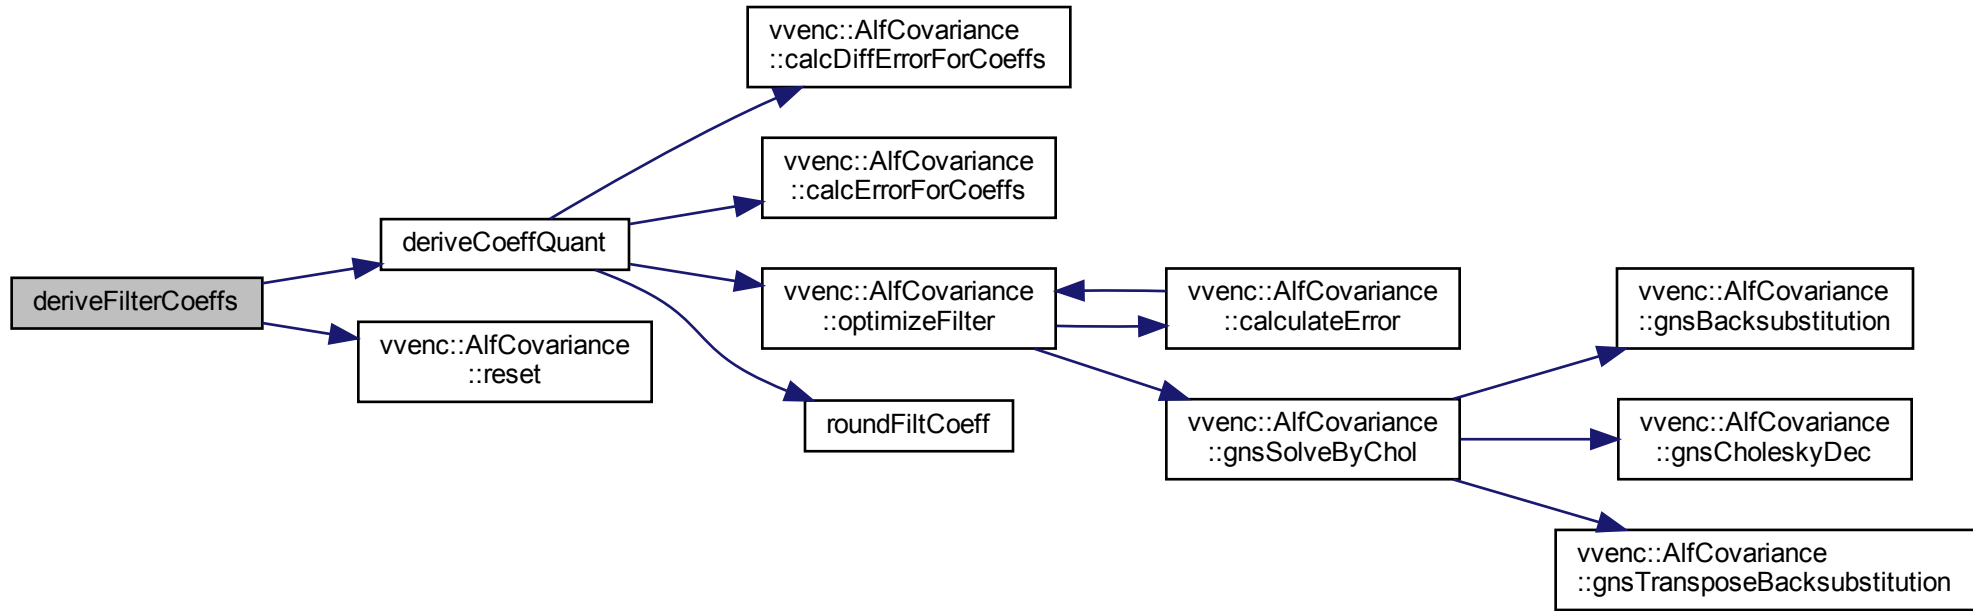 deriveFilterCoeffs
deriveCoeffQuant
vvenc::AlfCovariance
::reset
vvenc::AlfCovariance
::calcDiffErrorForCoeffs
vvenc::AlfCovariance
::calcErrorForCoeffs
vvenc::AlfCovariance
::optimizeFilter
roundFiltCoeff
vvenc::AlfCovariance
::calculateError
vvenc::AlfCovariance
::gnsSolveByChol
vvenc::AlfCovariance
::gnsBacksubstitution
vvenc::AlfCovariance
::gnsCholeskyDec
vvenc::AlfCovariance
::gnsTransposeBacksubstitution